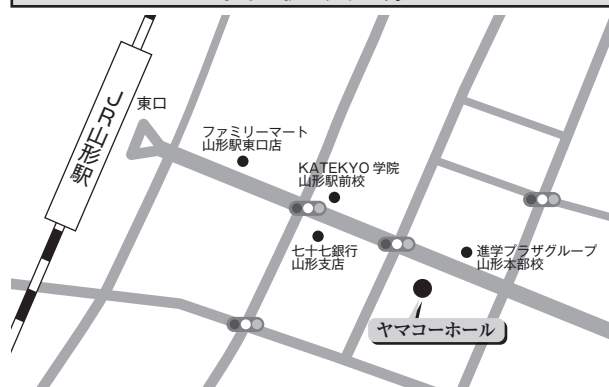 東口
JR山形駅
ファミリーマート
山形駅東口店
KATEKYO 学院
山形駅前校
七十七銀行
山形支店
進学プラザグループ
山形本部校
ヤマコーホール